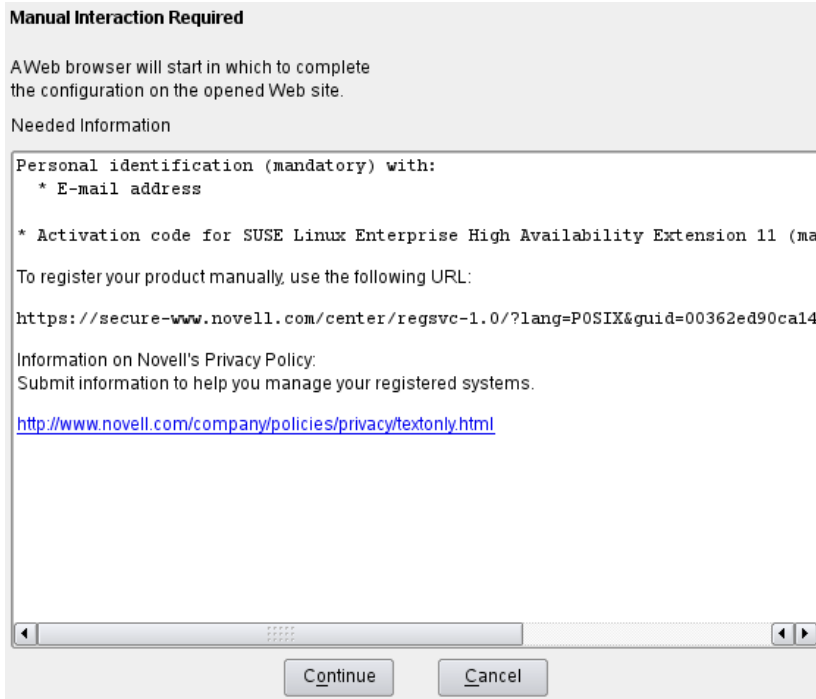 Manual Interaction Required
A Web browser will start in which to complete
the configuration on the opened Web site.
Needed Information
Personal identification (mandatory) with:
* E-mail address
* Activation code for SUSE Linux Enterprise High Availability Extension 11 (ma
To register your product manually, use the following URL:
https://secure-www.novell.com/center/regsvc-1.0/?lang=POSIX&guid=00362ed90ca14
Information on Novell's Privacy Policy:
Submit information to help you manage your registered systems.
http://www.novell.com/company/policies/privacy/textonly.html
Continue Cancel